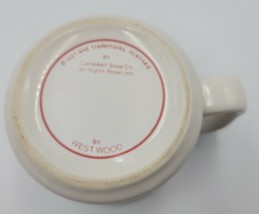 Design and Trademarks licensed
BY
Campbell Soup Co.
All Rights Reserved
BY
WESTWOOD